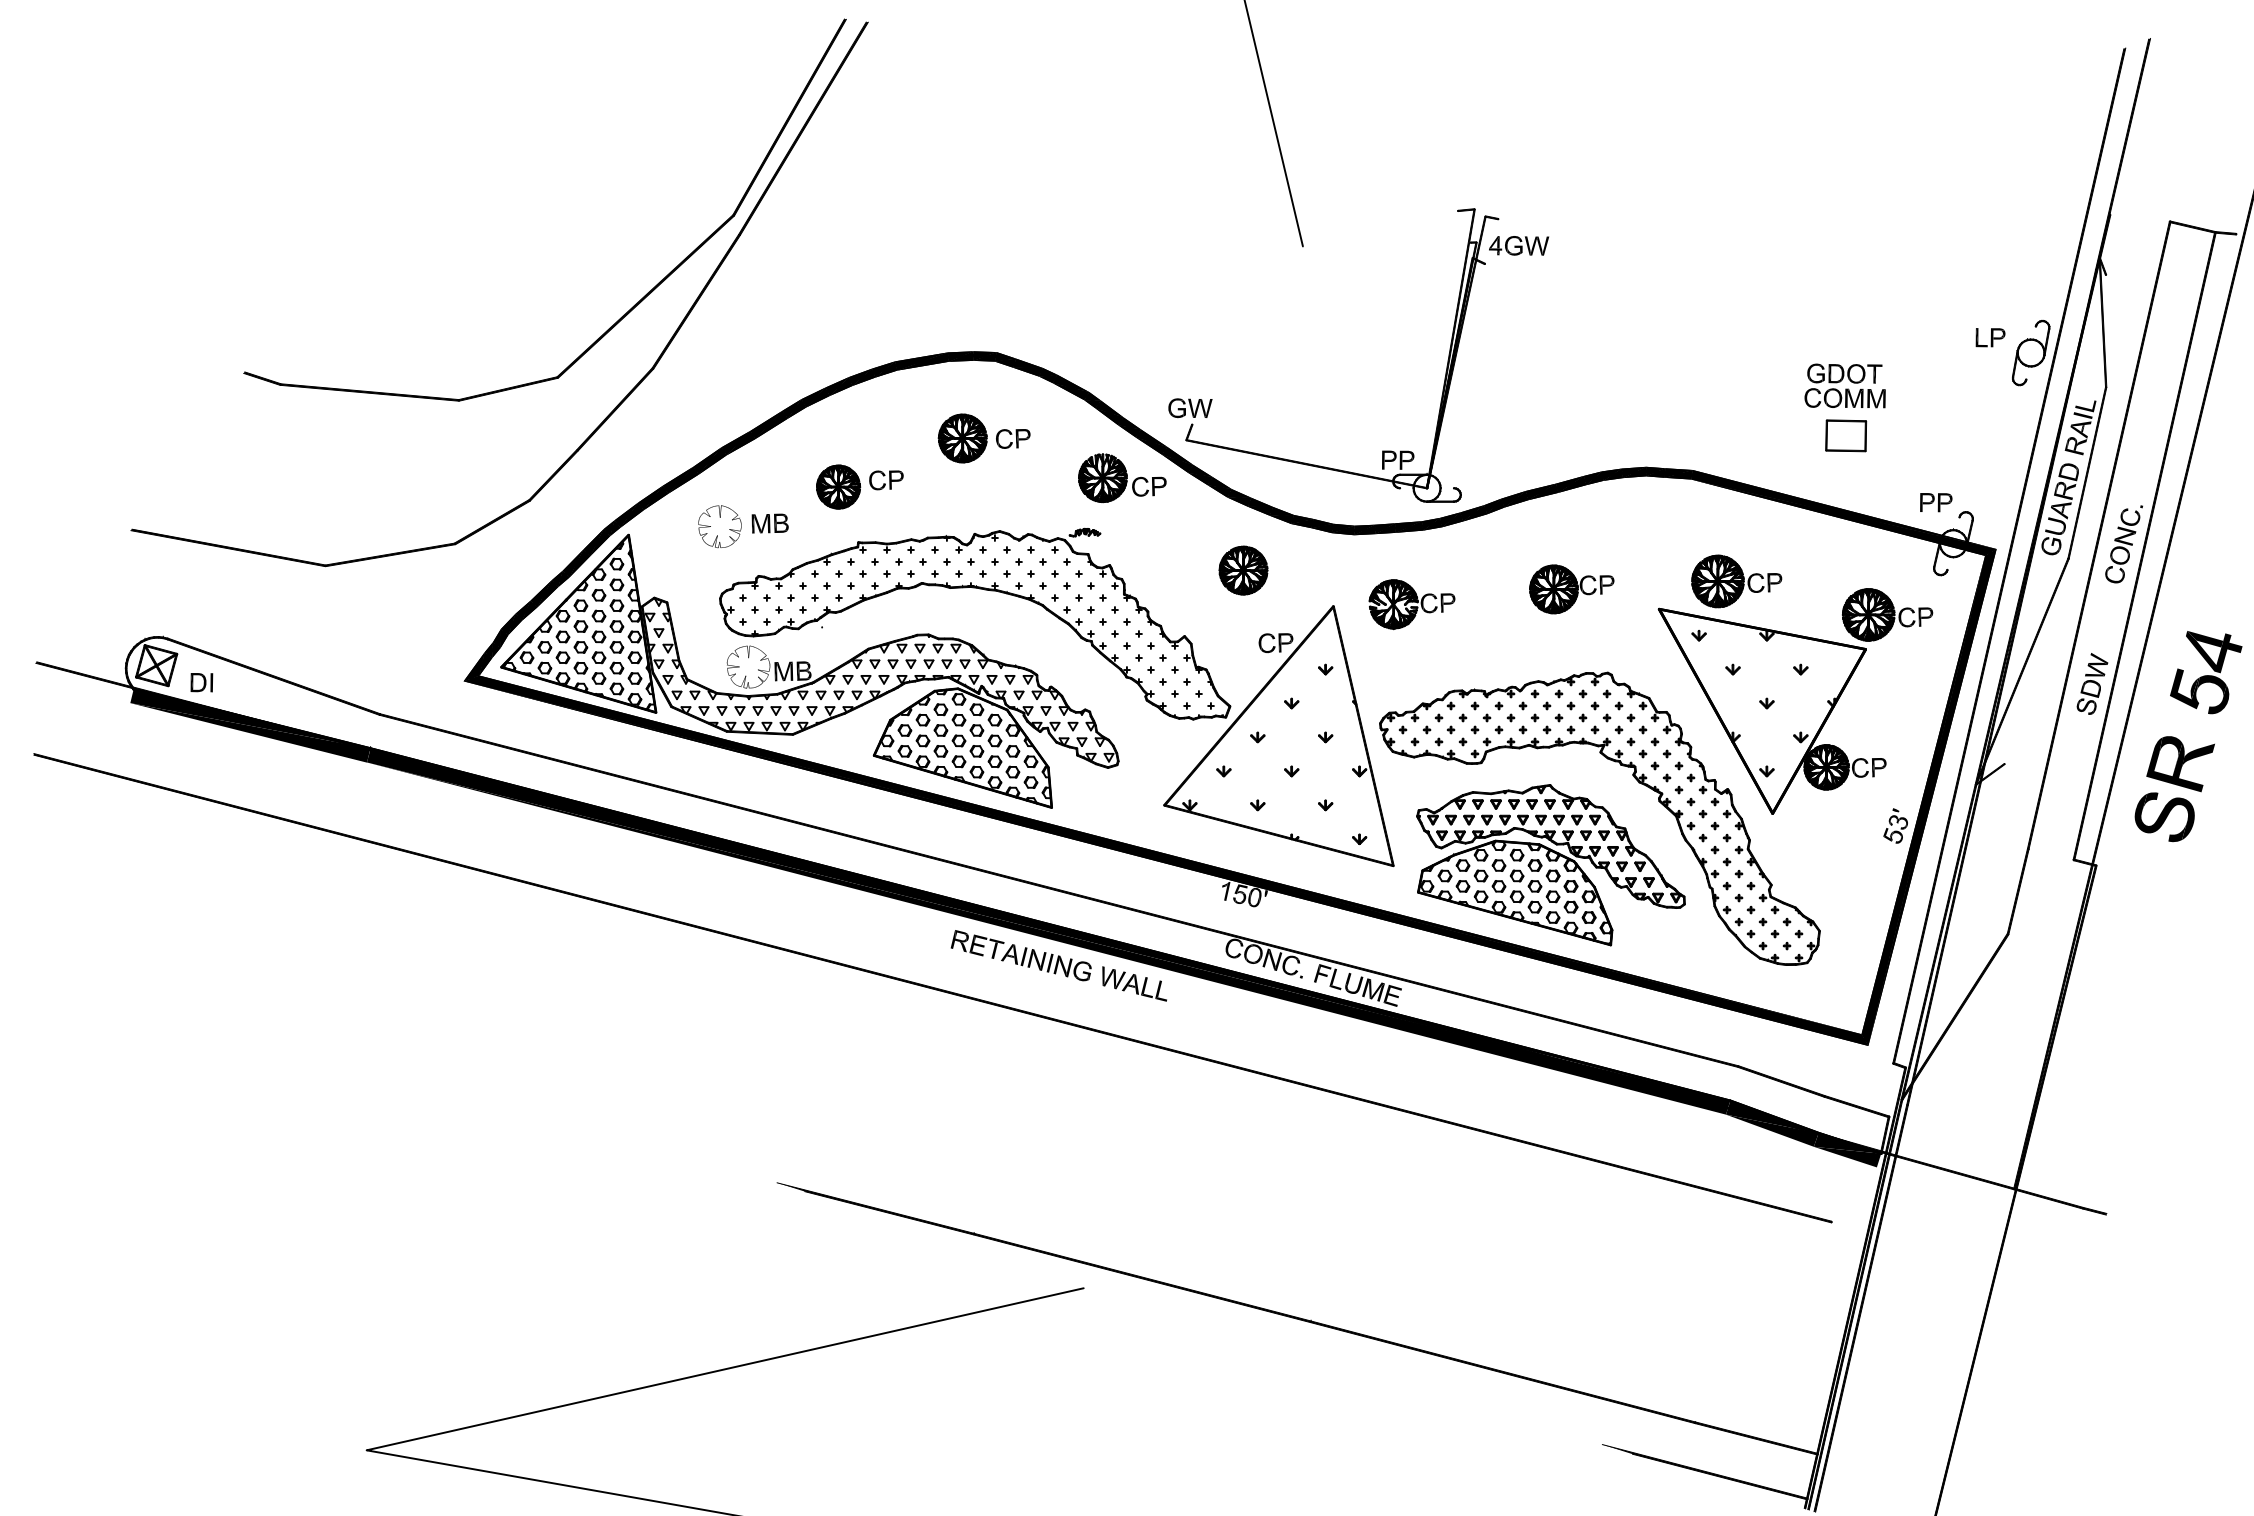 4GW
LP
GDOT
COMM
GW
PP
CP
CP
CP
PP
MB
GUARD RAIL
CONC.
CP
CP
CP
CP
CP
MB
DI
SDW
SR 54
CP
53'
150'
RETAINING WALL
CONC. FLUME